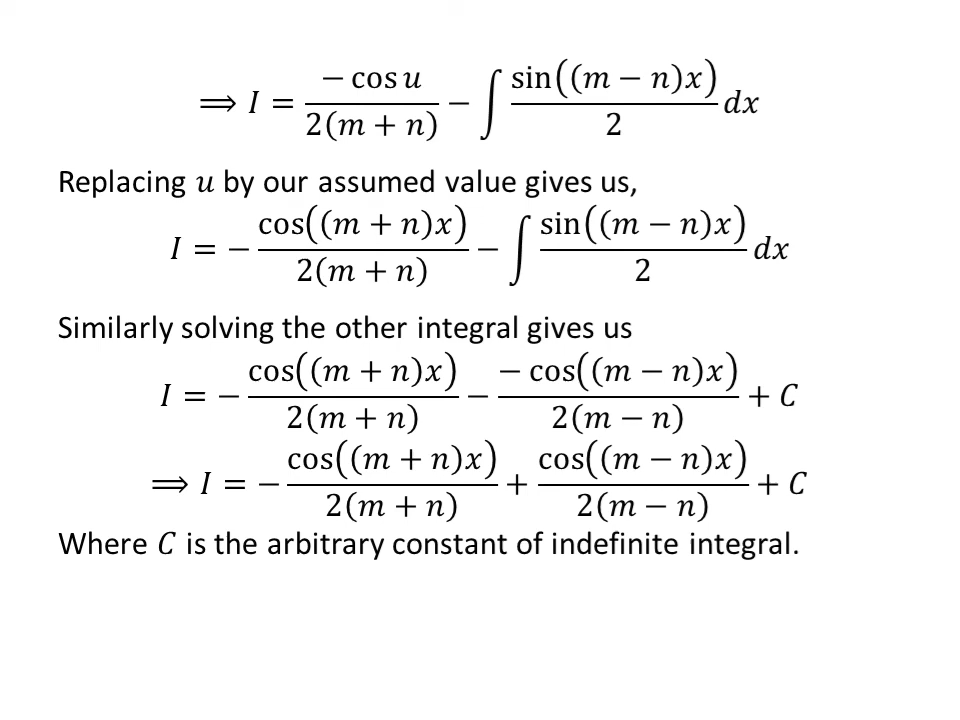 ⟹ 𝐼 = −cos 𝑢 / 2(𝑚 + 𝑛) − ∫ sin((𝑚 − 𝑛)𝑥) / 2 𝑑𝑥
Replacing 𝑢 by our assumed value gives us,
𝐼 = − cos((𝑚 + 𝑛)𝑥) / 2(𝑚 + 𝑛) − ∫ sin((𝑚 − 𝑛)𝑥) / 2 𝑑𝑥
Similarly solving the other integral gives us
𝐼 = − cos((𝑚 + 𝑛)𝑥) / 2(𝑚 + 𝑛) − −cos((𝑚 − 𝑛)𝑥) / 2(𝑚 − 𝑛) + 𝐶
⟹ 𝐼 = − cos((𝑚 + 𝑛)𝑥) / 2(𝑚 + 𝑛) + cos((𝑚 − 𝑛)𝑥) / 2(𝑚 − 𝑛) + 𝐶
Where 𝐶 is the arbitrary constant of indefinite integral.